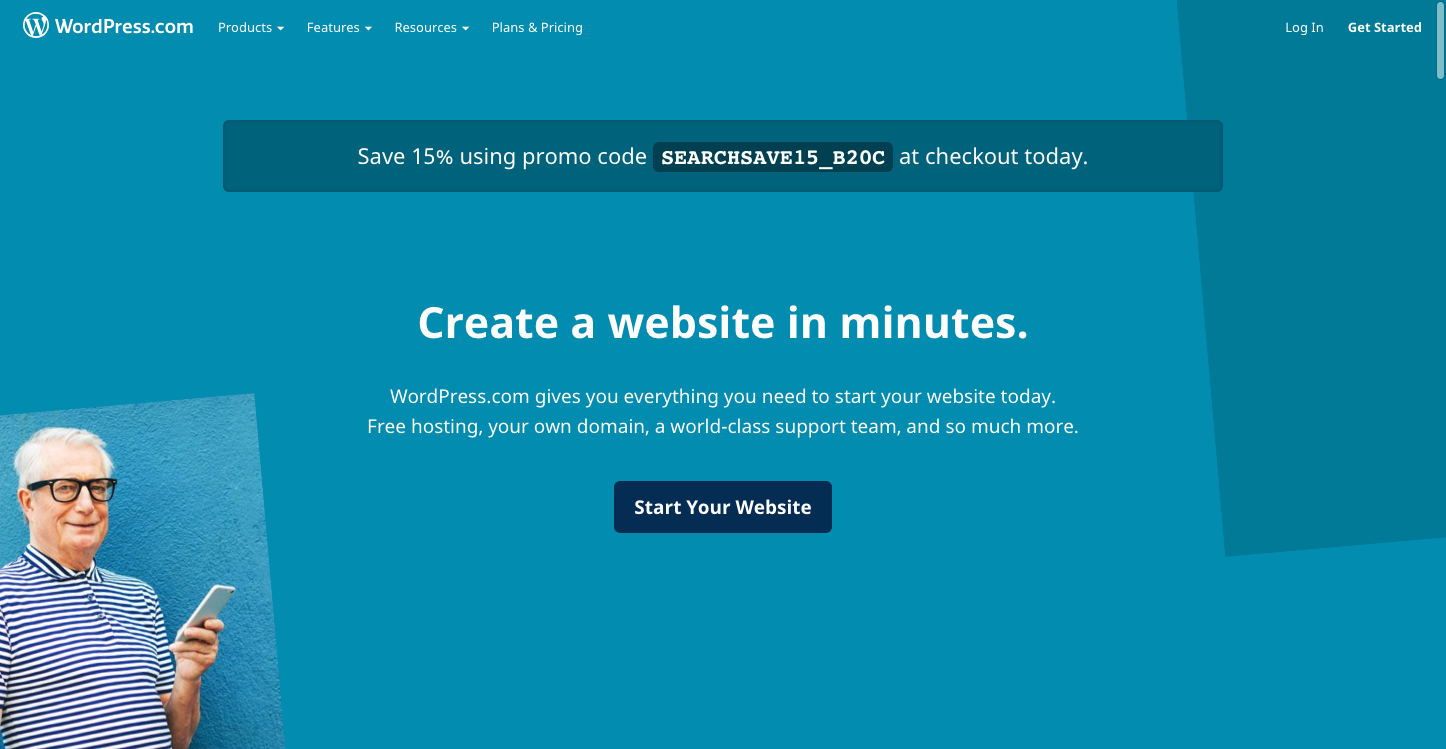 WordPress.com
Products
Features
Resources
Plans & Pricing
Log In
Get Started
Save 15% using promo code SEARCHSAVE15_B20C at checkout today.
Create a website in minutes.
WordPress.com gives you everything you need to start your website today.
Free hosting, your own domain, a world-class support team, and so much more.
Start Your Website